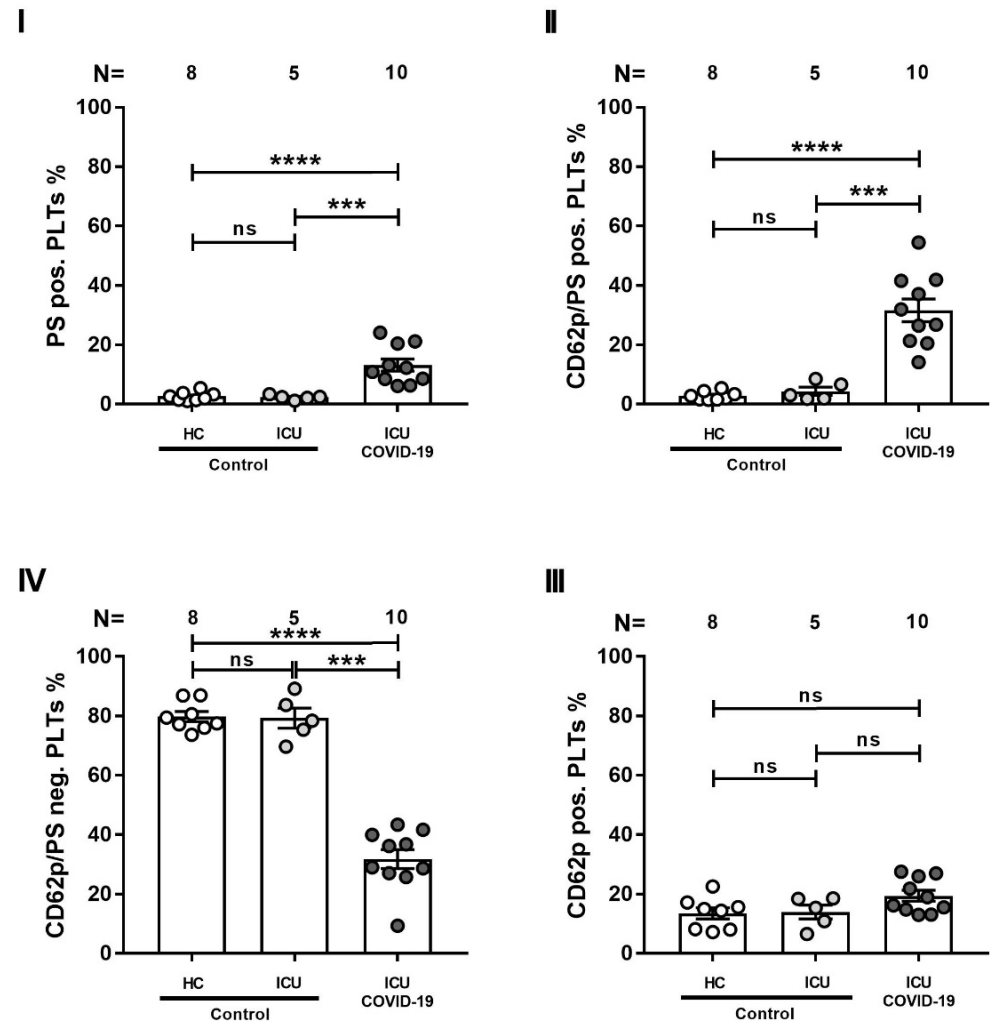 I
N= 8 5 10
PS pos. PLTs %
100
80
60
40
20
0
****
***
ns
HC ICU ICU
COVID-19
Control
II
N= 8 5 10
CD62p/PS pos. PLTs %
100
80
60
40
20
0
****
***
ns
HC ICU ICU
COVID-19
Control
IV
N= 8 5 10
CD62p/PS neg. PLTs %
100
80
60
40
20
0
****
ns ***
HC ICU ICU
COVID-19
Control
III
N= 8 5 10
CD62p pos. PLTs %
100
80
60
40
20
0
ns
ns
ns
HC ICU ICU
COVID-19
Control